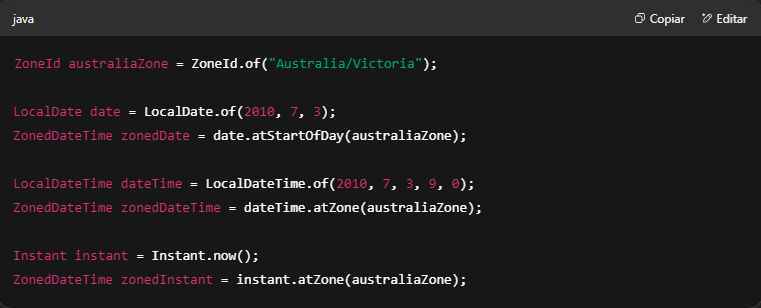 java
Copiar
Editar
ZoneId australiaZone = ZoneId.of("Australia/Victoria");
LocalDate date = LocalDate.of(2010, 7, 3);
ZonedDateTime zonedDate = date.atStartOfDay(australiaZone);
LocalDateTime dateTime = LocalDateTime.of(2010, 7, 3, 9, 0);
ZonedDateTime zonedDateTime = dateTime.atZone(australiaZone);
Instant instant = Instant.now();
ZonedDateTime zonedInstant = instant.atZone(australiaZone);